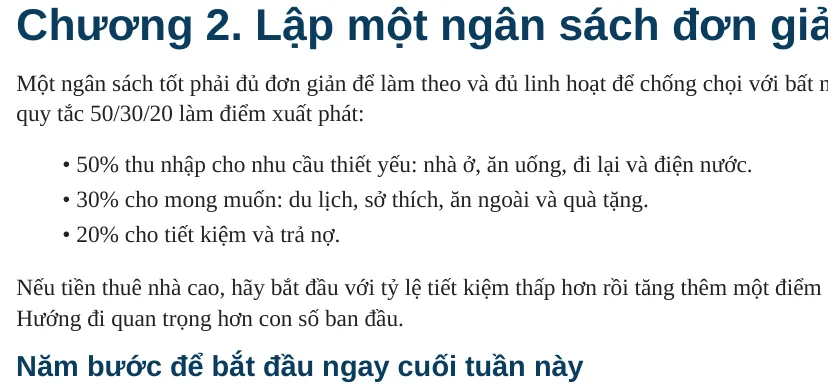 Chương 2. Lập một ngân sách đơn
Một ngân sách tốt phải đủ đơn giản để làm theo và đủ linh hoạt để chống chọi với bất
quy tắc 50/30/20 làm điểm xuất phát:
• 50% thu nhập cho nhu cầu thiết yếu: nhà ở, ăn uống, đi lại và điện nước.
• 30% cho mong muốn: du lịch, sở thích, ăn ngoài và quà tặng.
• 20% cho tiết kiệm và trả nợ.
Nếu tiền thuê nhà cao, hãy bắt đầu với tỷ lệ tiết kiệm thấp hơn rồi tăng thêm một điểm
Hướng đi quan trọng hơn con số ban đầu.
Năm bước để bắt đầu ngay cuối tuần này